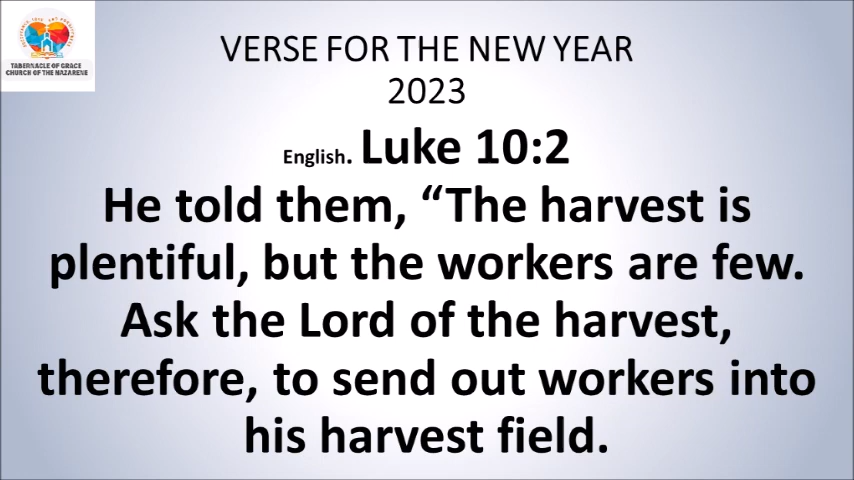 TABERNACLE OF GRACE
CHURCH OF THE NAZARENE
VERSE FOR THE NEW YEAR
2023
English. Luke 10:2
He told them, “The harvest is
plentiful, but the workers are few.
Ask the Lord of the harvest,
therefore, to send out workers into
his harvest field.